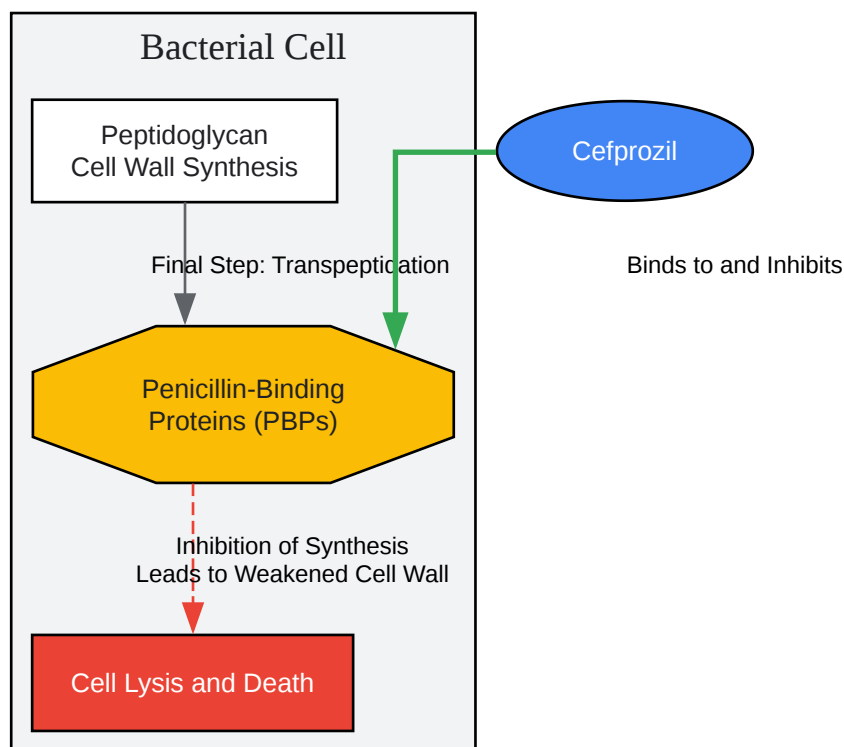 Bacterial Cell
Peptidoglycan
Cell Wall Synthesis
Cefprozil
Final Step: Transpeptidation
Binds to and Inhibits
Penicillin-Binding
Proteins (PBPs)
Inhibition of Synthesis
Leads to Weakened Cell Wall
Cell Lysis and Death